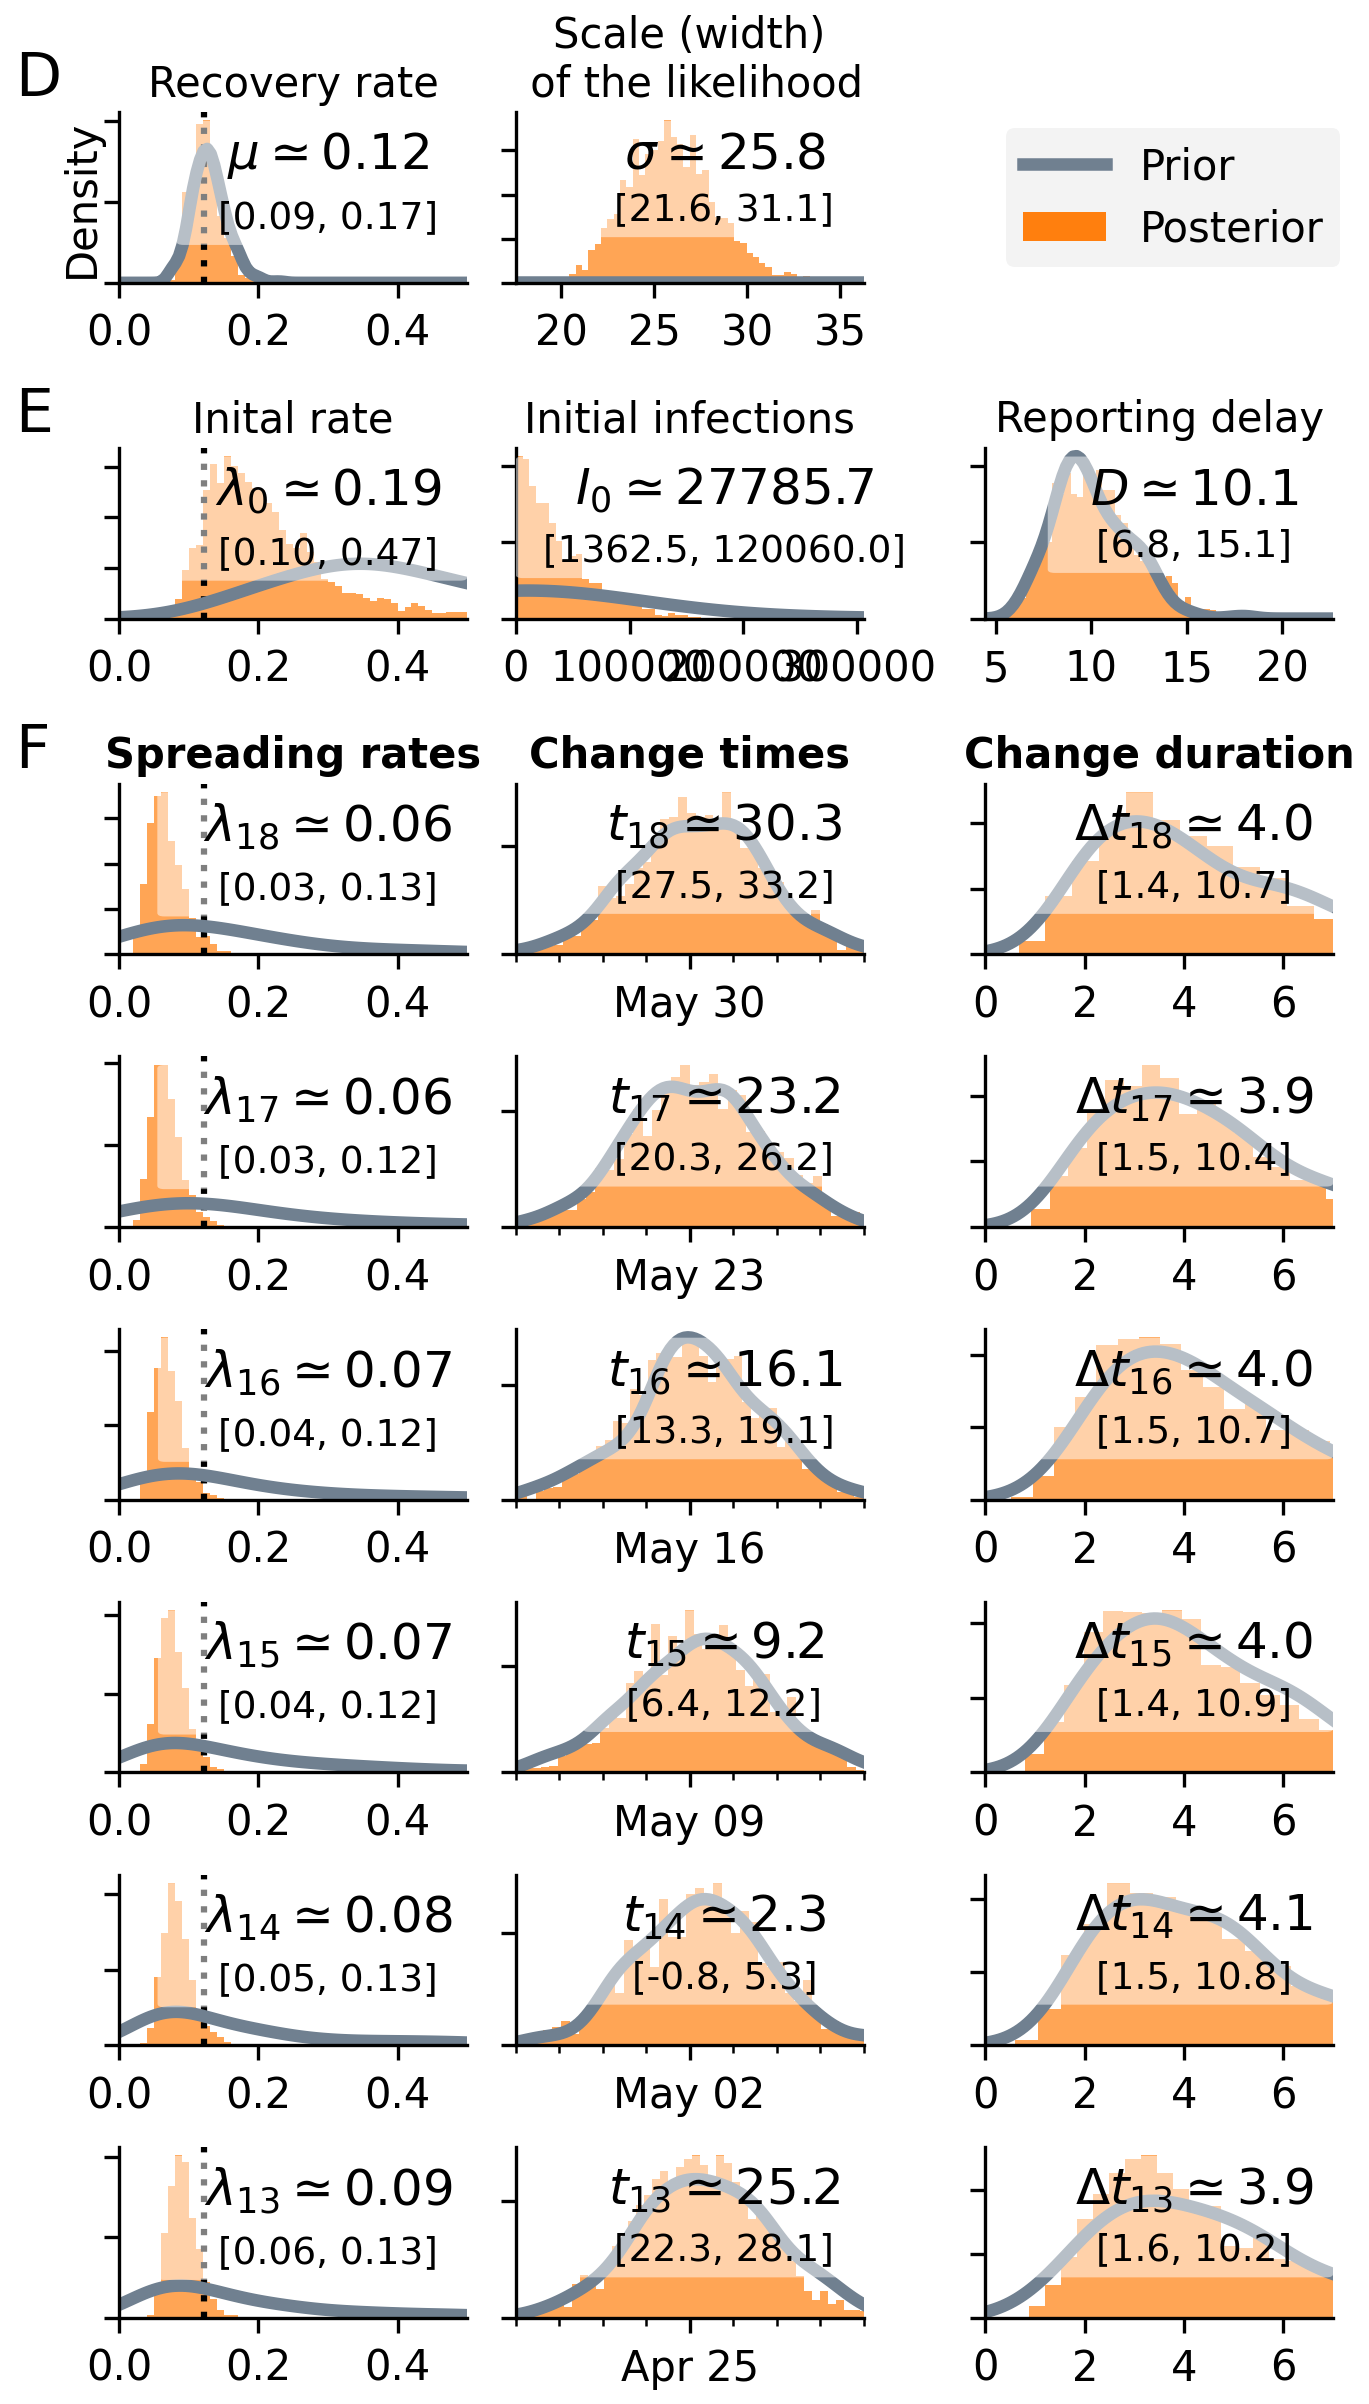 D
Recovery rate
Scale (width)
of the likelihood
Density
μ ≃ 0.12
[0.09, 0.17]
0.0 0.2 0.4
σ ≃ 25.8
[21.6, 31.1]
20 25 30 35
Prior
Posterior
E
Inital rate
λ0 ≃ 0.19
[0.10, 0.47]
0.0 0.2 0.4
Initial infections
I0 ≃ 27785.7
[1362.5, 120060.0]
0 100000 200000 300000
Reporting delay
D ≃ 10.1
[6.8, 15.1]
5 10 15 20
F
Spreading rates
Change times
Change duration
λ18 ≃ 0.06
[0.03, 0.13]
0.0 0.2 0.4
t18 ≃ 30.3
[27.5, 33.2]
May 30
Δt18 ≃ 4.0
[1.4, 10.7]
0 2 4 6
λ17 ≃ 0.06
[0.03, 0.12]
0.0 0.2 0.4
t17 ≃ 23.2
[20.3, 26.2]
May 23
Δt17 ≃ 3.9
[1.5, 10.4]
0 2 4 6
λ16 ≃ 0.07
[0.04, 0.12]
0.0 0.2 0.4
t16 ≃ 16.1
[13.3, 19.1]
May 16
Δt16 ≃ 4.0
[1.5, 10.7]
0 2 4 6
λ15 ≃ 0.07
[0.04, 0.12]
0.0 0.2 0.4
t15 ≃ 9.2
[6.4, 12.2]
May 09
Δt15 ≃ 4.0
[1.4, 10.9]
0 2 4 6
λ14 ≃ 0.08
[0.05, 0.13]
0.0 0.2 0.4
t14 ≃ 2.3
[-0.8, 5.3]
May 02
Δt14 ≃ 4.1
[1.5, 10.8]
0 2 4 6
λ13 ≃ 0.09
[0.06, 0.13]
0.0 0.2 0.4
t13 ≃ 25.2
[22.3, 28.1]
Apr 25
Δt13 ≃ 3.9
[1.6, 10.2]
0 2 4 6